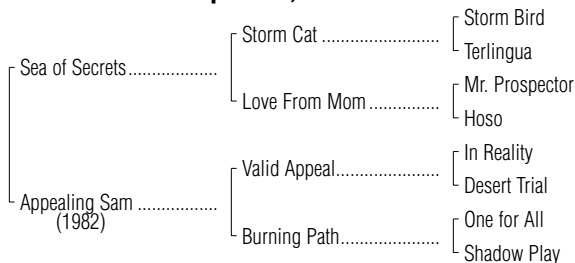 Storm Bird
Storm Cat ........................
Terlingua
Sea of Secrets..................
Mr. Prospector
Love From Mom ..............
Hoso
In Reality
Valid Appeal.....................
Desert Trial
Appealing Sam ................
(1982)
One for All
Burning Path....................
Shadow Play